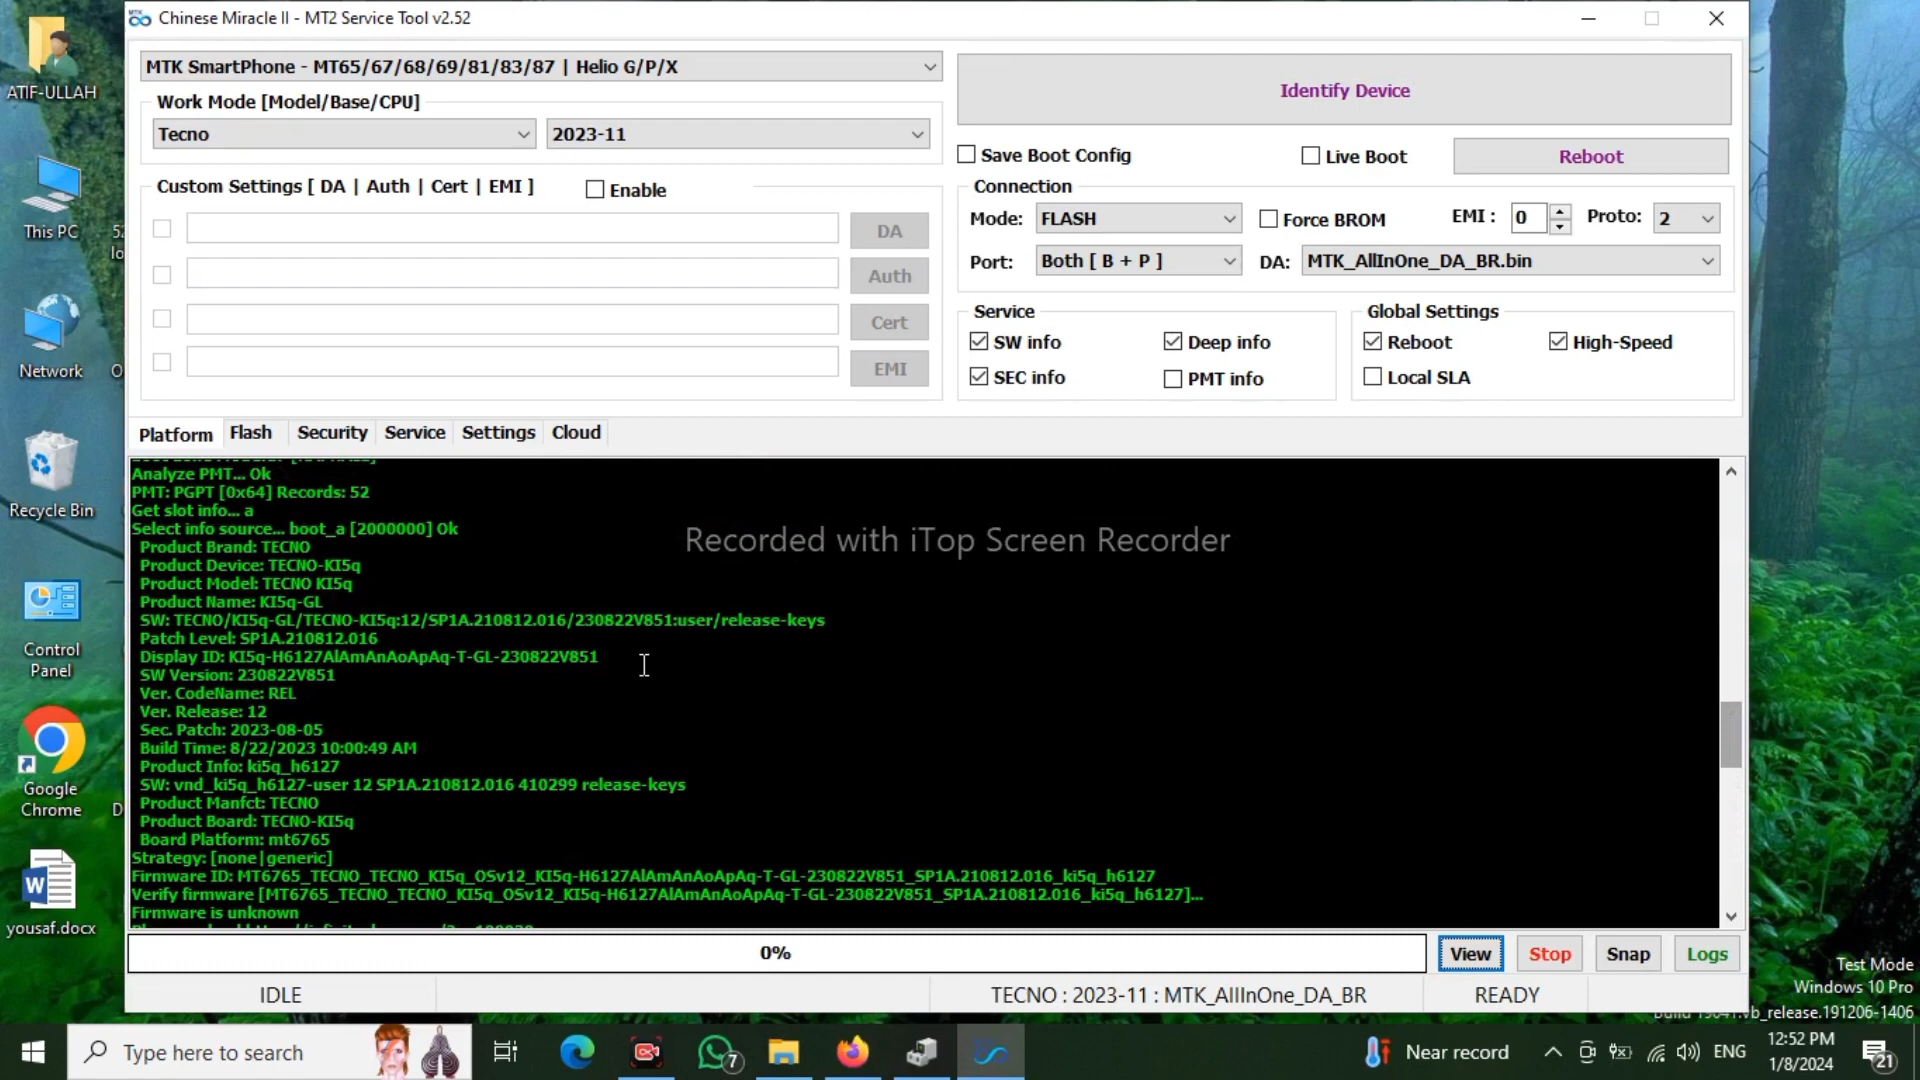 Chinese Miracle II - MT2 Service Tool v2.52
ATIF-ULLAH
This PC
Network
Recycle Bin
Control
Panel
Google
Chrome
yousaf.docx
MTK SmartPhone - MT65/67/68/69/81/83/87 | Helio G/P/X
Work Mode [Model/Base/CPU]
Tecno
2023-11
Custom Settings [ DA | Auth | Cert | EMI ]
Enable
DA
Auth
Cert
EMI
Identify Device
Save Boot Config
Live Boot
Reboot
Connection
Mode:
FLASH
Force BROM
EMI :
0
Proto:
2
Port:
Both [ B + P ]
DA:
MTK_AllInOne_DA_BR.bin
Service
SW info
Deep info
SEC info
PMT info
Global Settings
Reboot
High-Speed
Local SLA
Platform
Flash
Security
Service
Settings
Cloud
Analyze PMT... Ok
PMT: PGPT [0x64] Records: 52
Get slot info... a
Select info source... boot_a [2000000] Ok
Product Brand: TECNO
Product Device: TECNO-KI5q
Product Model: TECNO KI5q
Product Name: KI5q-GL
SW: TECNO/KI5q-GL/TECNO-KI5q:12/SP1A.210812.016/230822V851:user/release-keys
Patch Level: SP1A.210812.016
Display ID: KI5q-H6127AlAmAnAoApAq-T-GL-230822V851
SW Version: 230822V851
Ver. CodeName: REL
Ver. Release: 12
Sec. Patch: 2023-08-05
Build Time: 8/22/2023 10:00:49 AM
Product Info: ki5q_h6127
SW: vnd_ki5q_h6127-user 12 SP1A.210812.016 410299 release-keys
Product Manfct: TECNO
Product Board: TECNO-KI5q
Board Platform: mt6765
Strategy: [none|generic]
Firmware ID: MT6765_TECNO_TECNO_KI5q_OSv12_KI5q-H6127AlAmAnAoApAq-T-GL-230822V851_SP1A.210812.016_ki5q_h6127
Verify firmware [MT6765_TECNO_TECNO_KI5q_OSv12_KI5q-H6127AlAmAnAoApAq-T-GL-230822V851_SP1A.210812.016_ki5q_h6127]...
Firmware is unknown
Recorded with iTop Screen Recorder
0%
View
Stop
Snap
Logs
IDLE
TECNO : 2023-11 : MTK_AllInOne_DA_BR
READY
Test Mode
Windows 10 Pro
Type here to search
7
Near record
ENG
12:52 PM
1/8/2024
21